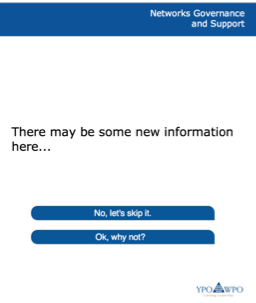 Networks Governance
and Support
There may be some new information
here...
No, let's skip it.
Ok, why not?
YPO WPO